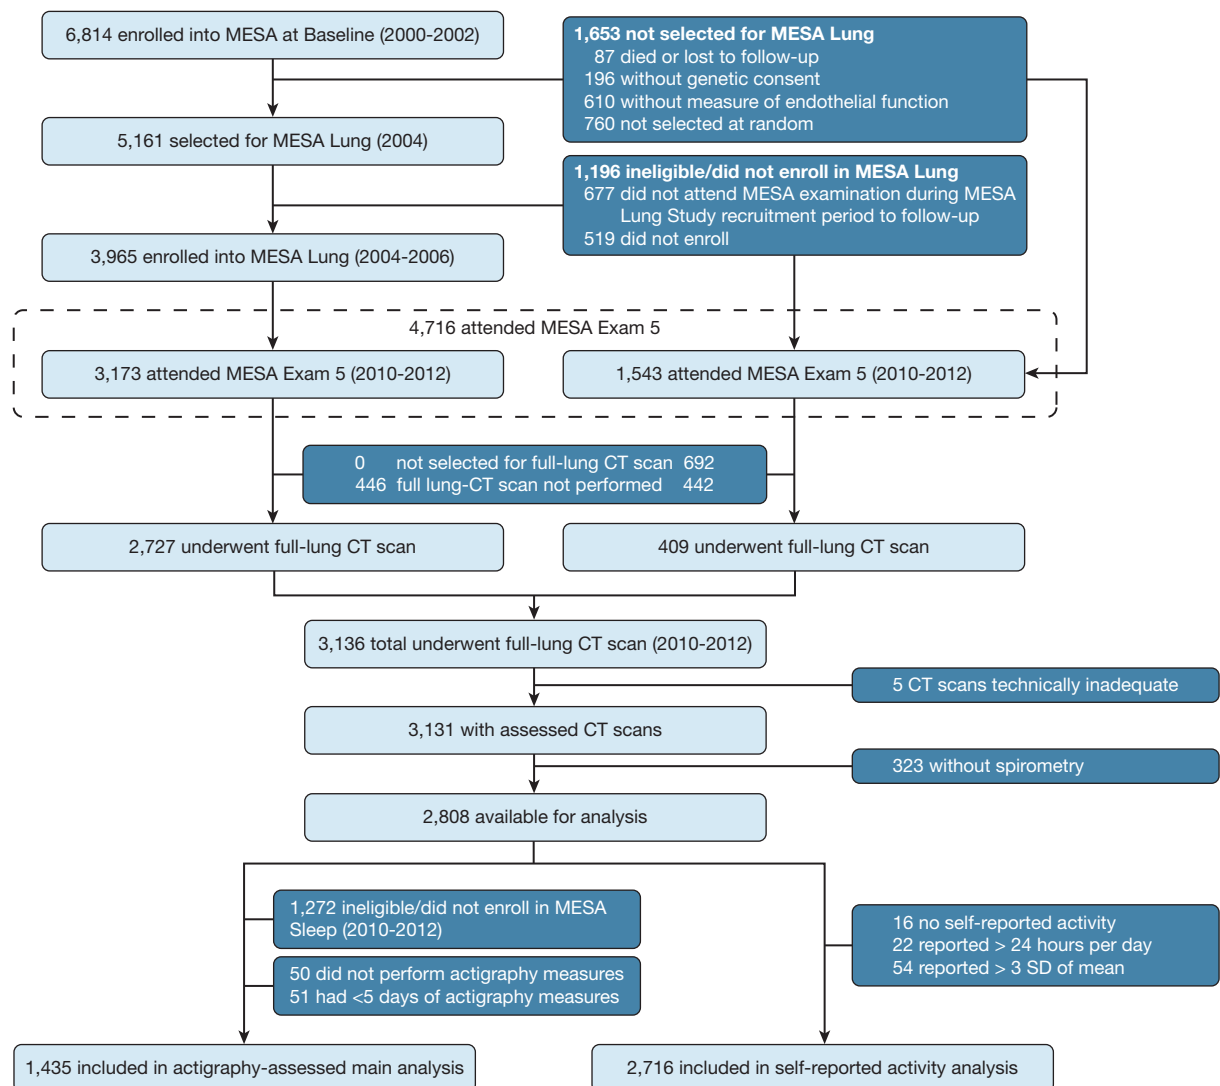 6,814 enrolled into MESA at Baseline (2000-2002)
1,653 not selected for MESA Lung
87 died or lost to follow-up
196 without genetic consent
610 without measure of endothelial function
760 not selected at random
5,161 selected for MESA Lung (2004)
1,196 ineligible/did not enroll in MESA Lung
677 did not attend MESA examination during MESA
Lung Study recruitment period to follow-up
519 did not enroll
3,965 enrolled into MESA Lung (2004-2006)
4,716 attended MESA Exam 5
3,173 attended MESA Exam 5 (2010-2012)
1,543 attended MESA Exam 5 (2010-2012)
0 not selected for full-lung CT scan 692
446 full lung-CT scan not performed 442
2,727 underwent full-lung CT scan
409 underwent full-lung CT scan
3,136 total underwent full-lung CT scan (2010-2012)
5 CT scans technically inadequate
3,131 with assessed CT scans
323 without spirometry
2,808 available for analysis
1,272 ineligible/did not enroll in MESA
Sleep (2010-2012)
50 did not perform actigraphy measures
51 had <5 days of actigraphy measures
16 no self-reported activity
22 reported > 24 hours per day
54 reported > 3 SD of mean
1,435 included in actigraphy-assessed main analysis
2,716 included in self-reported activity analysis